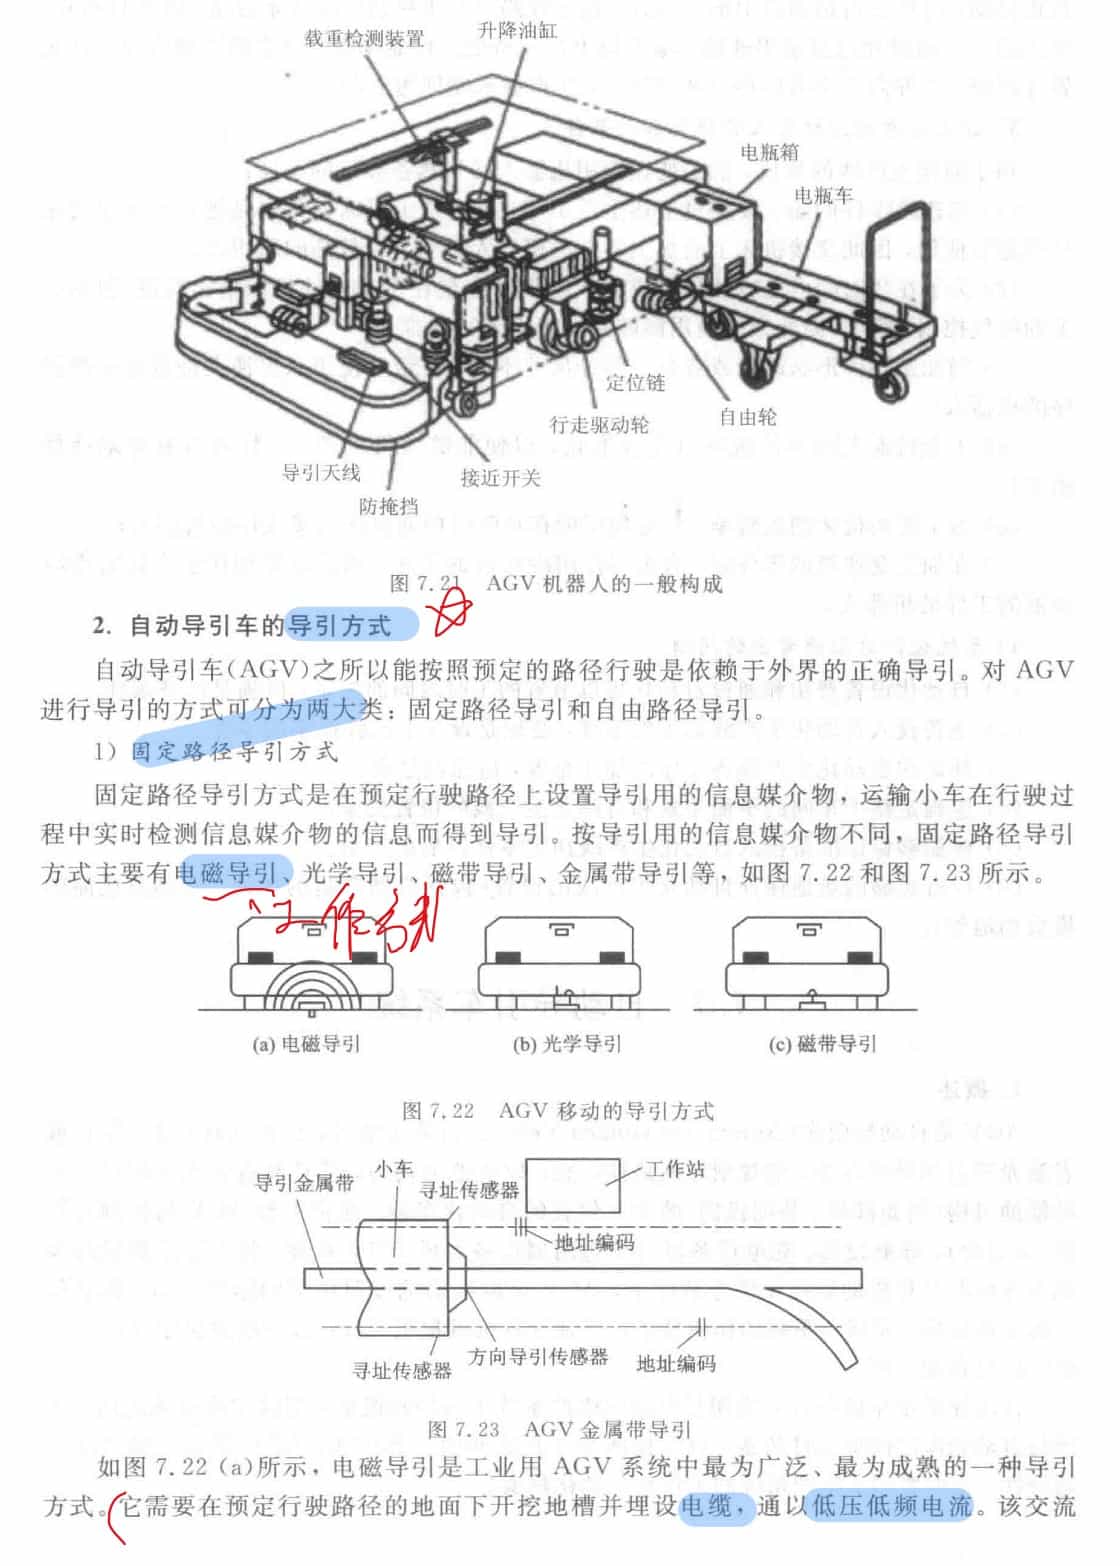 载重检测装置
升降油缸
电瓶箱
电瓶车
定位链
行走驱动轮
自由轮
导引天线
接近开关
防掩挡
图 7.21 AGV 机器人的一般构成
2. 自动导引车的导引方式
自动导引车(AGV)之所以能按照预定的路径行驶是依赖于外界的正确导引。对 AGV
进行导引的方式可分为两大类：固定路径导引和自由路径导引。
1) 固定路径导引方式
固定路径导引方式是在预定行驶路径上设置导引用的信息媒介物，运输小车在行驶过
程中实时检测信息媒介物的信息而得到导引。按导引用的信息媒介物不同，固定路径导引
方式主要有电磁导引、光学导引、磁带导引、金属带导引等，如图 7.22 和图 7.23 所示。
(a) 电磁导引
(b) 光学导引
(c) 磁带导引
图 7.22 AGV 移动的导引方式
导引金属带
小车
寻址传感器
工作站
地址编码
寻址传感器
方向导引传感器
地址编码
图 7.23 AGV 金属带导引
如图 7.22 (a)所示，电磁导引是工业用 AGV 系统中最为广泛、最为成熟的一种导引
方式。它需要在预定行驶路径的地面下开挖地槽并埋设电缆，通以低压低频电流。该交流